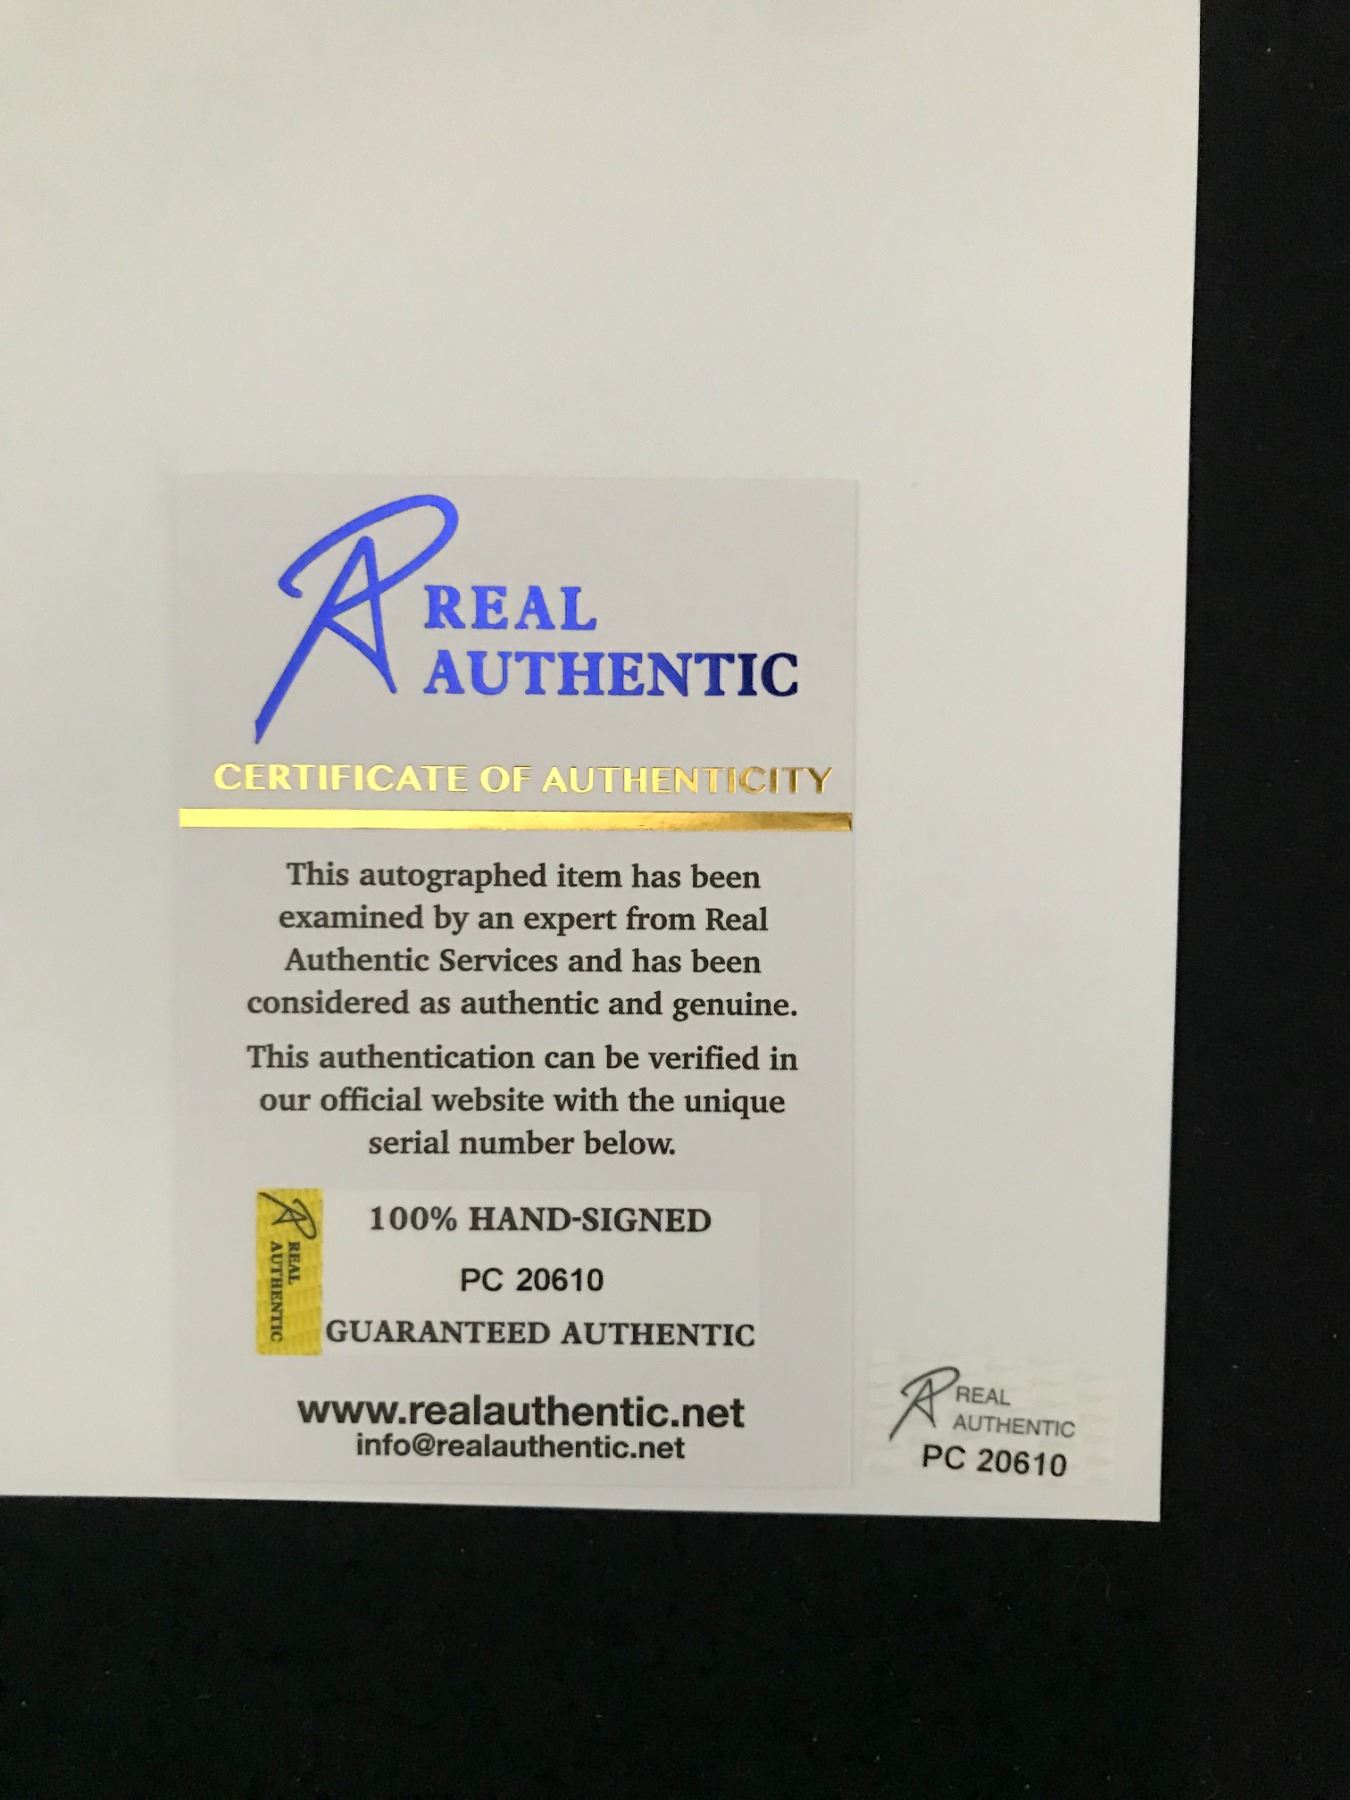 REAL
AUTHENTIC
CERTIFICATE OF AUTHENTICITY
This autographed item has been
examined by an expert from Real
Authentic Services and has been
considered as authentic and genuine.
This authentication can be verified in
our official website with the unique
serial number below.
REAL
AUTHENTIC
100% HAND-SIGNED
PC 20610
GUARANTEED AUTHENTIC
www.realauthentic.net
info@realauthentic.net
REAL
AUTHENTIC
PC 20610